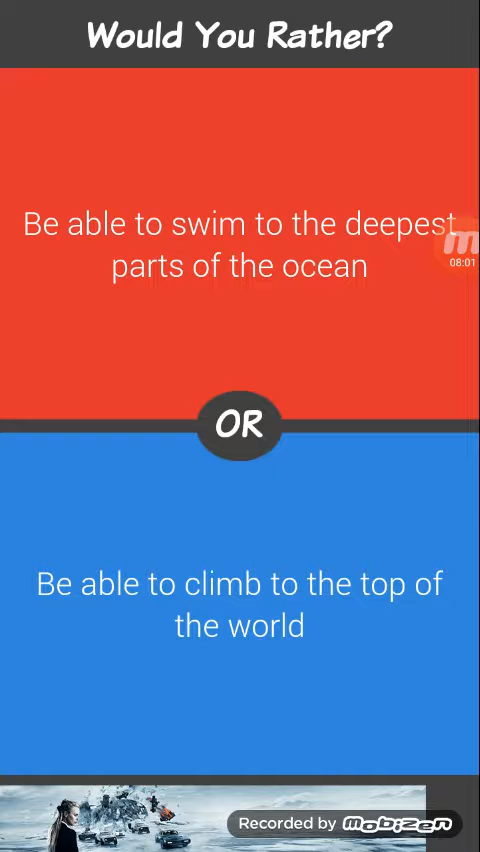 Would You Rather?
Be able to swim to the deepest
parts of the ocean
08:01
OR
Be able to climb to the top of
the world
Recorded by mobizen